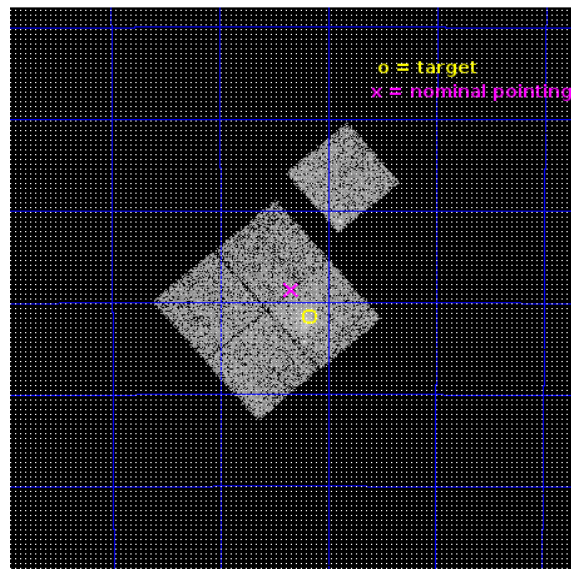 o = target
x = nominal pointing